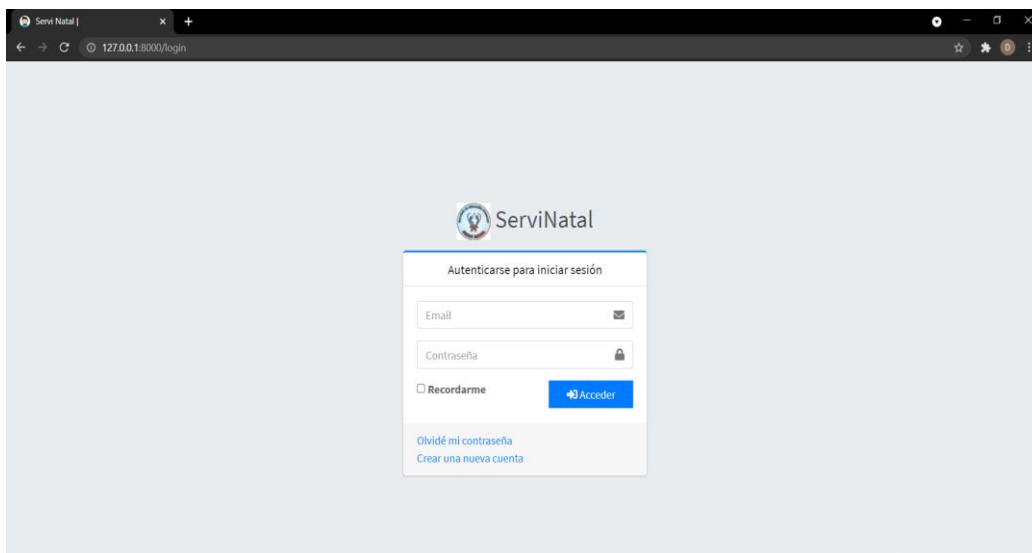 Servi Natal |
127.0.0.1:8000/login
D
ServiNatal
Autenticarse para iniciar sesión
Email
Contraseña
Recordarme
Acceder
Olvidé mi contraseña
Crear una nueva cuenta